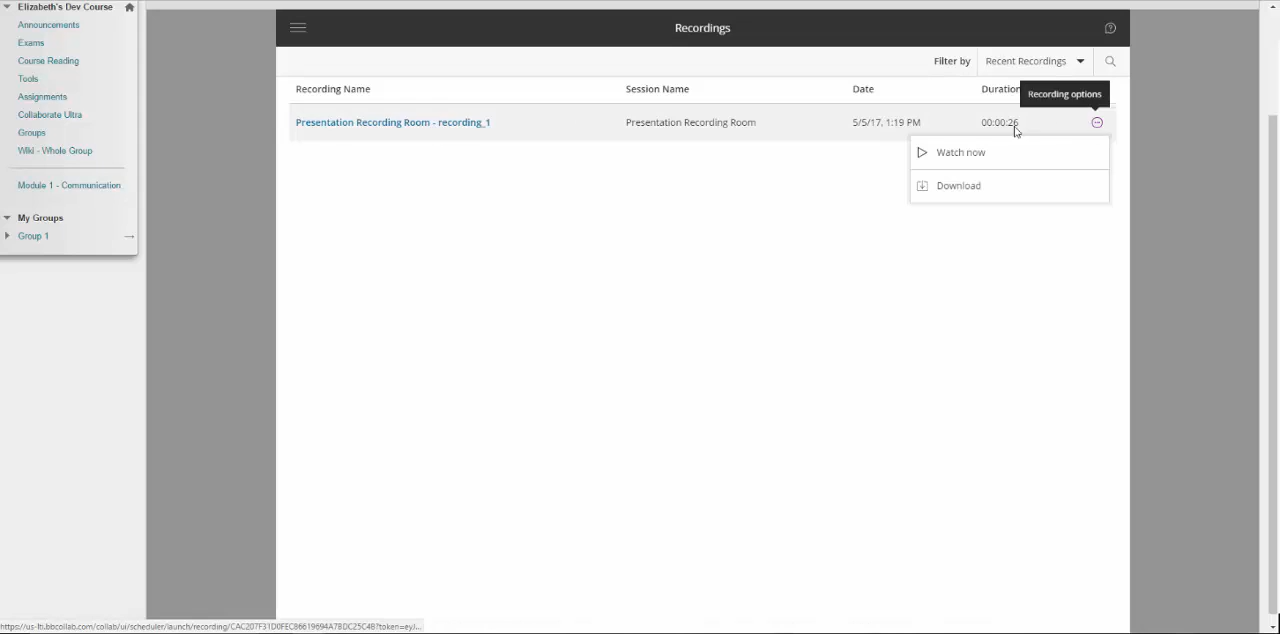 Elizabeth's Dev Course
Announcements
Exams
Course Reading
Tools
Assignments
Collaborate Ultra
Groups
Wiki - Whole Group
Module 1 - Communication
My Groups
Group 1
Recordings
Filter by Recent Recordings
Recording Name Session Name Date Duration
Recording options
Presentation Recording Room - recording_1 Presentation Recording Room 5/5/17, 1:19 PM 00:00:26
Watch now
Download